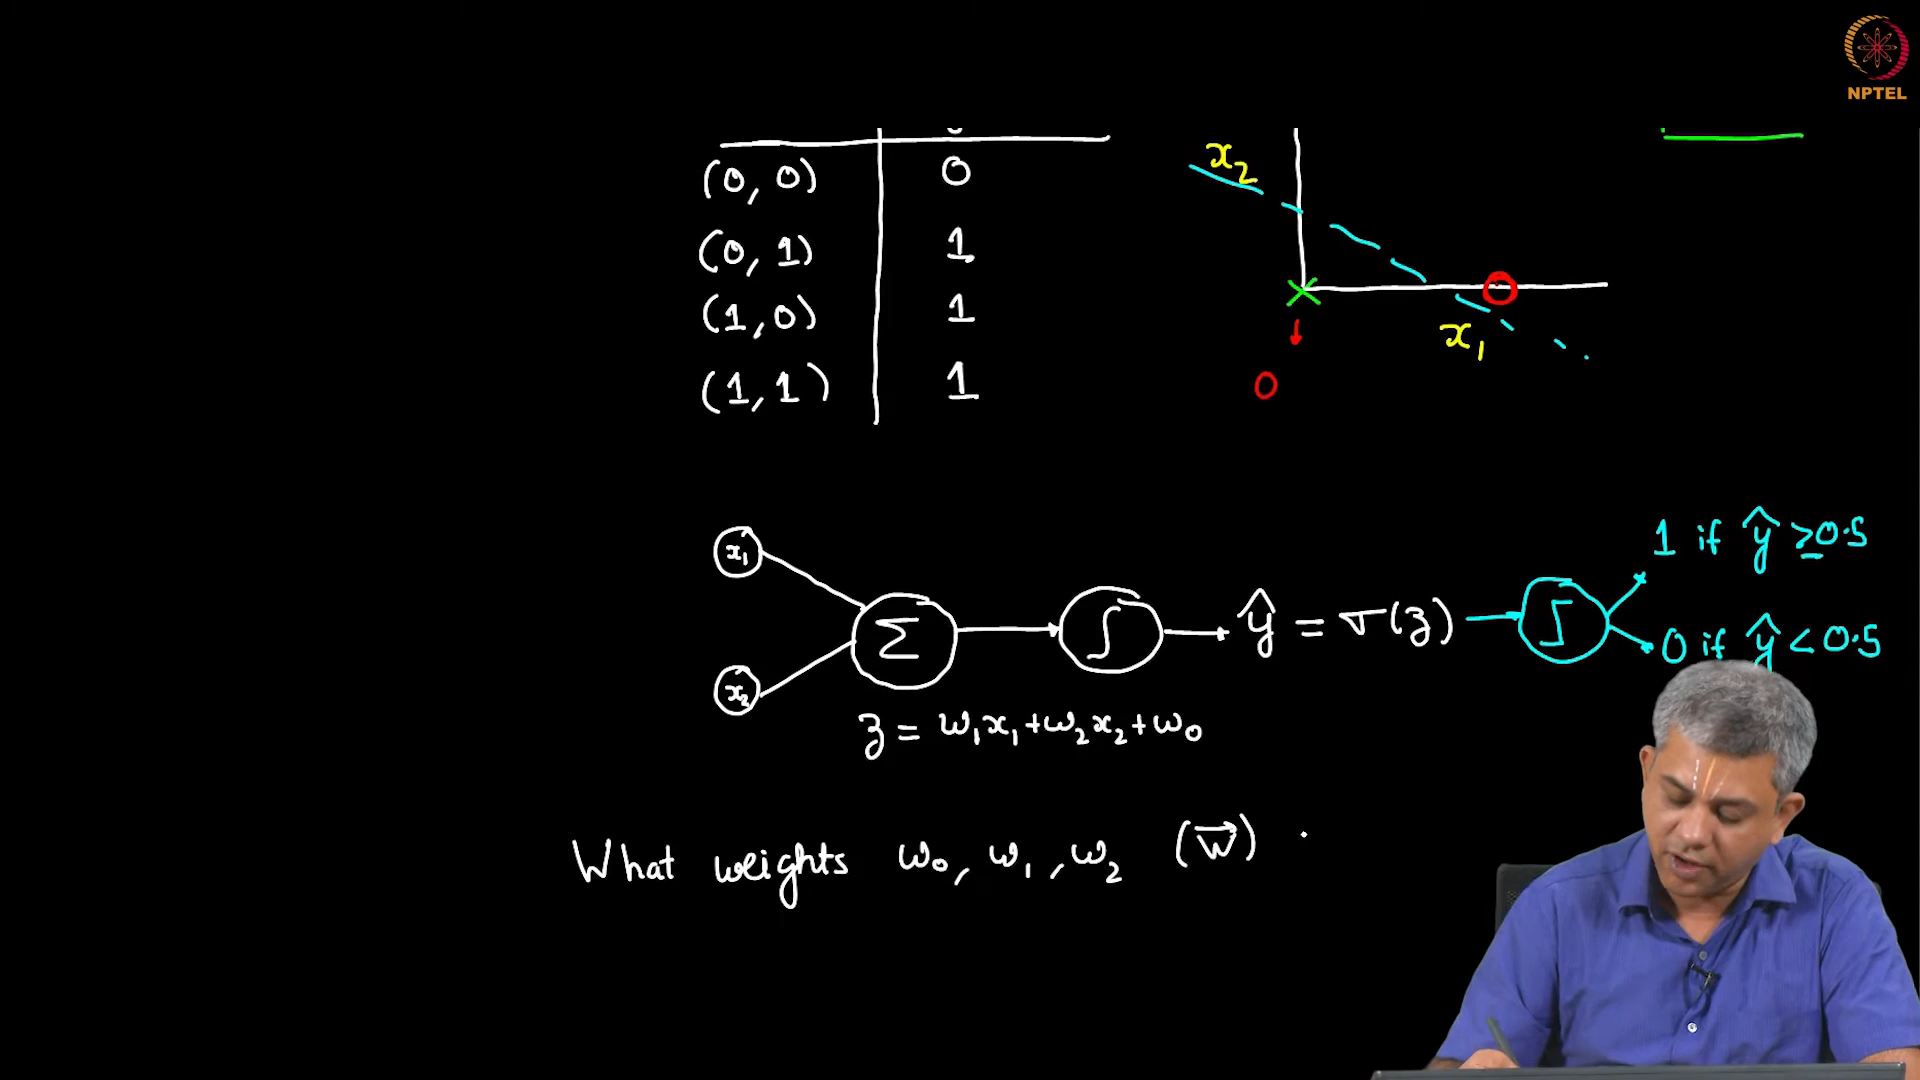 NPTEL
(0, 0) 0
(0, 1) 1
(1, 0) 1
(1, 1) 1
x₂
x₁
0
x₁
x₂
Σ
ŷ = σ(z)
1 if ŷ ≥ 0.5
0 if ŷ < 0.5
z = w₁x₁+w₂x₂+w₀
What weights w₀, w₁, w₂ (w⃗)